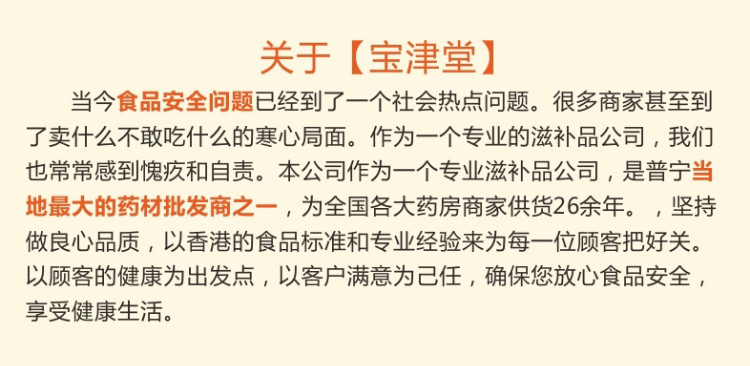 关于【宝津堂】
当今食品安全问题已经到了一个社会热点问题。很多商家甚至到
了卖什么不敢吃什么的寒心局面。作为一个专业的滋补品公司，我们
也常常感到愧疚和自责。本公司作为一个专业滋补品公司，是普宁当
地最大的药材批发商之一，为全国各大药房商家供货26余年。，坚持
做良心品质，以香港的食品标准和专业经验来为每一位顾客把好关。
以顾客的健康为出发点，以客户满意为己任，确保您放心食品安全，
享受健康生活。